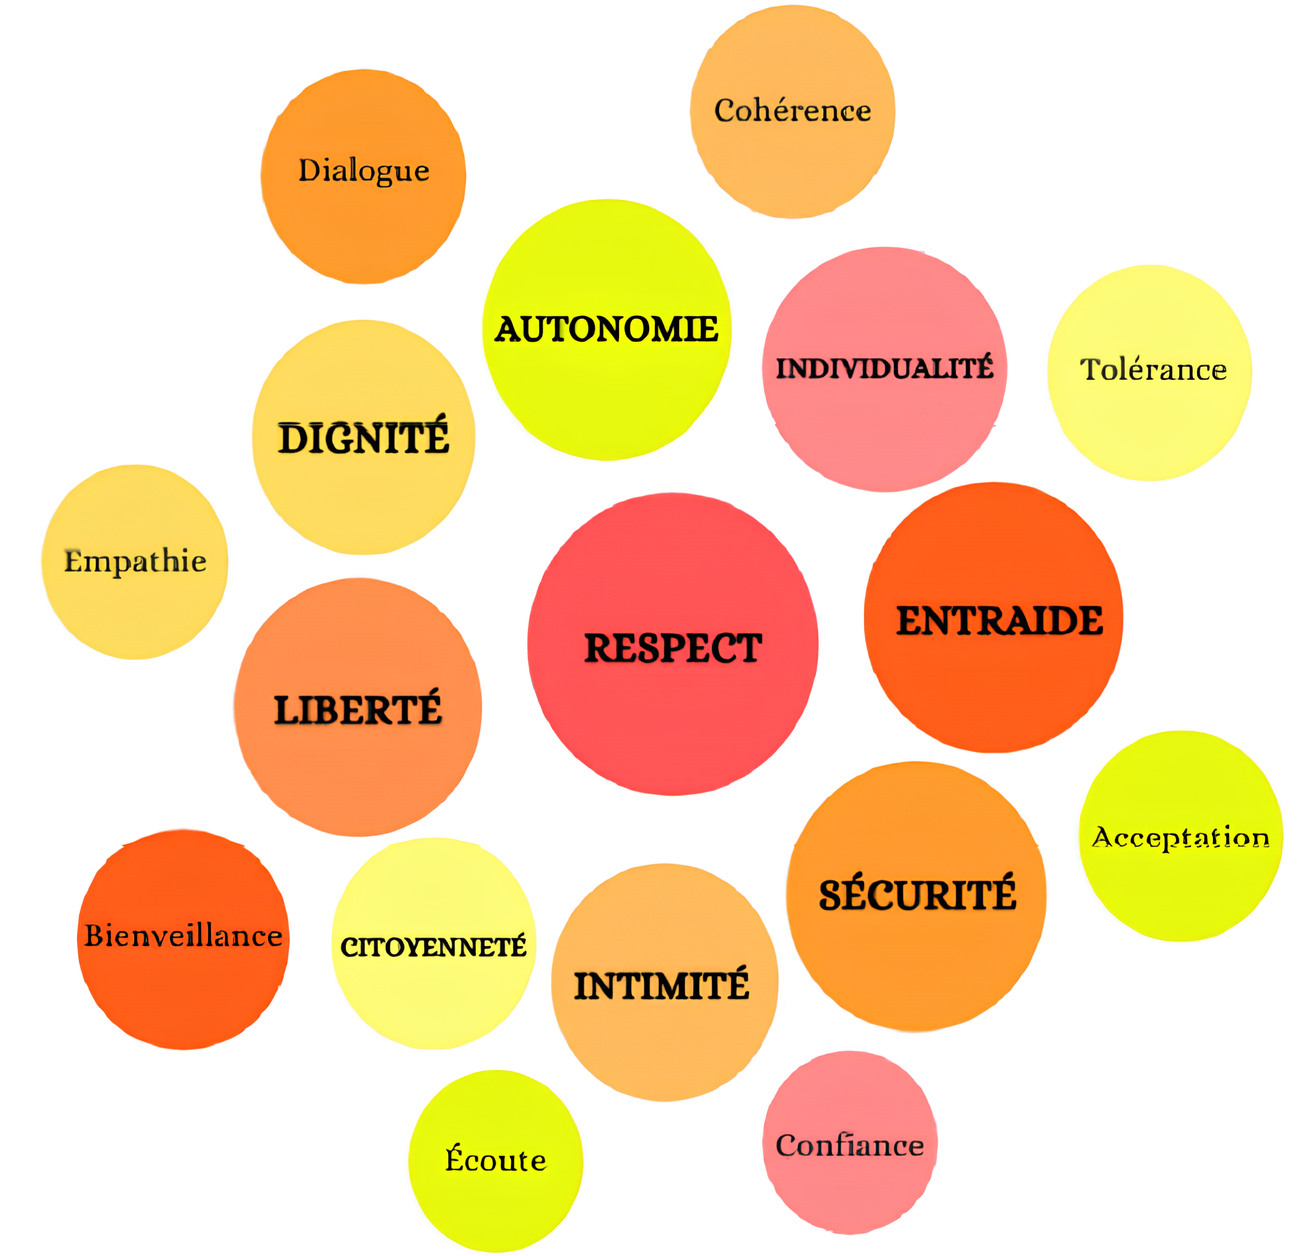 Cohérence
Dialogue
AUTONOMIE
INDIVIDUALITÉ
Tolérance
DIGNITÉ
Empathie
ENTRAIDE
RESPECT
LIBERTÉ
Acceptation
SÉCURITÉ
Bienveillance
CITOYENNETÉ
INTIMITÉ
Confiance
Écoute